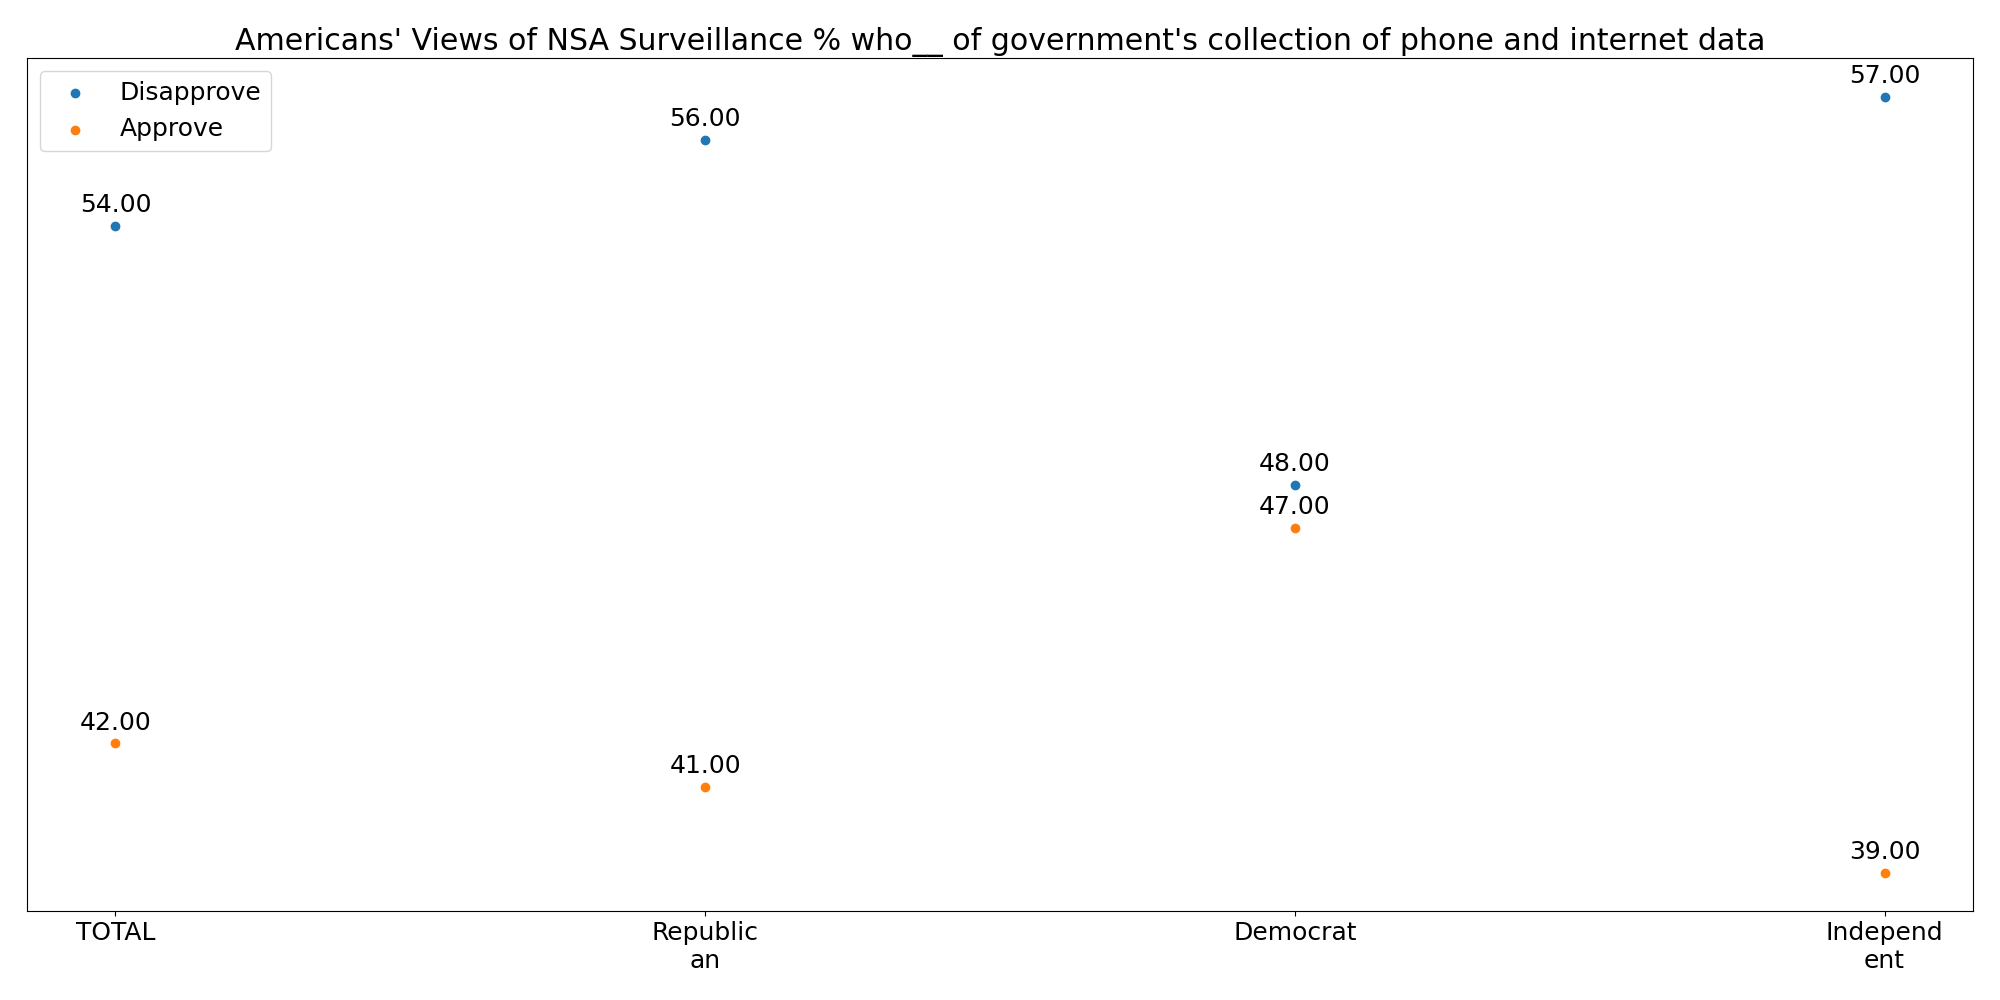 Americans' Views of NSA Surveillance % who__ of government's collection of phone and internet data
Disapprove
Approve
57.00
56.00
54.00
48.00
47.00
42.00
41.00
39.00
TOTAL
Republic
an
Democrat
Independ
ent